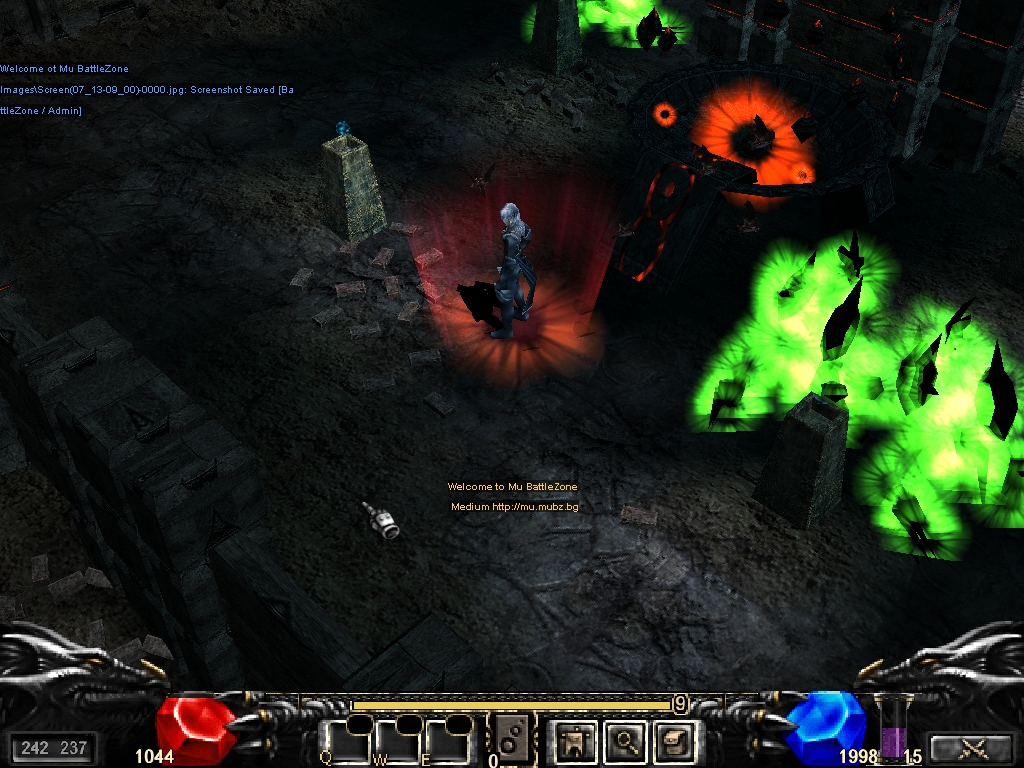 Welcome ot Mu BattleZone
Images\Screen(07_13-09_00)-0000.jpg: Screenshot Saved [Ba
ttleZone / Admin]
Welcome to Mu BattleZone
Medium http://mu.mubz.bg
9
242 237
1044
Q
W
E
0
1998
15